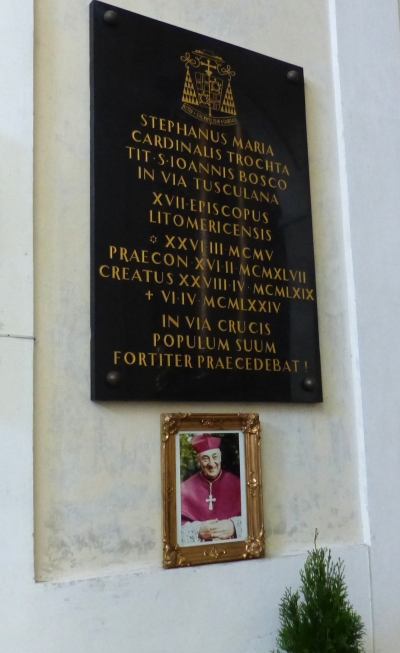 STEPHANUS MARIA
CARDINALIS TROCHTA
TIT·S·IOANNIS BOSCO
IN VIA TUSCULANA
XVII·EPISCOPUS
LITOMERICENSIS
☆ XXVI·III MCMV
PRAECON XVI·II MCMXLVII
CREATUS XXVIII·IV· MCMLXIX
† VI·IV· MCMLXXIV
IN VIA CRUCIS
POPULUM SUUM
FORTITER PRAECEDEBAT!